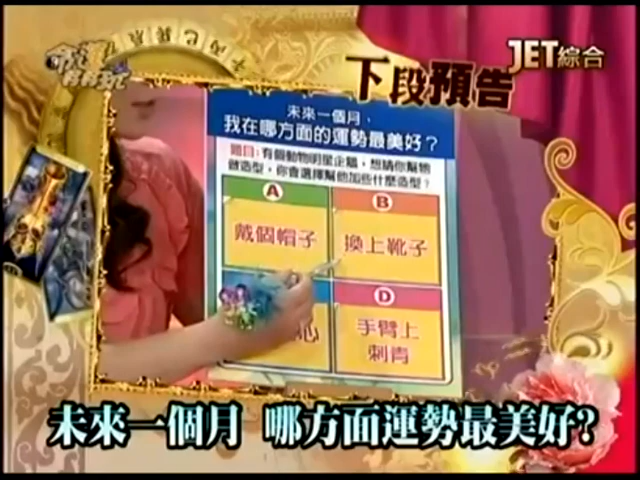 命運好好玩
JET綜合
下段預告
未來一個月、
我在哪方面的運勢最美好?
題目:有個動物明星企鵝,想請你幫牠
做造型,你會選擇幫他加些什麼造型?
A
戴個帽子
B
換上靴子
心
D
手臂上
刺青
未來一個月 哪方面運勢最美好?